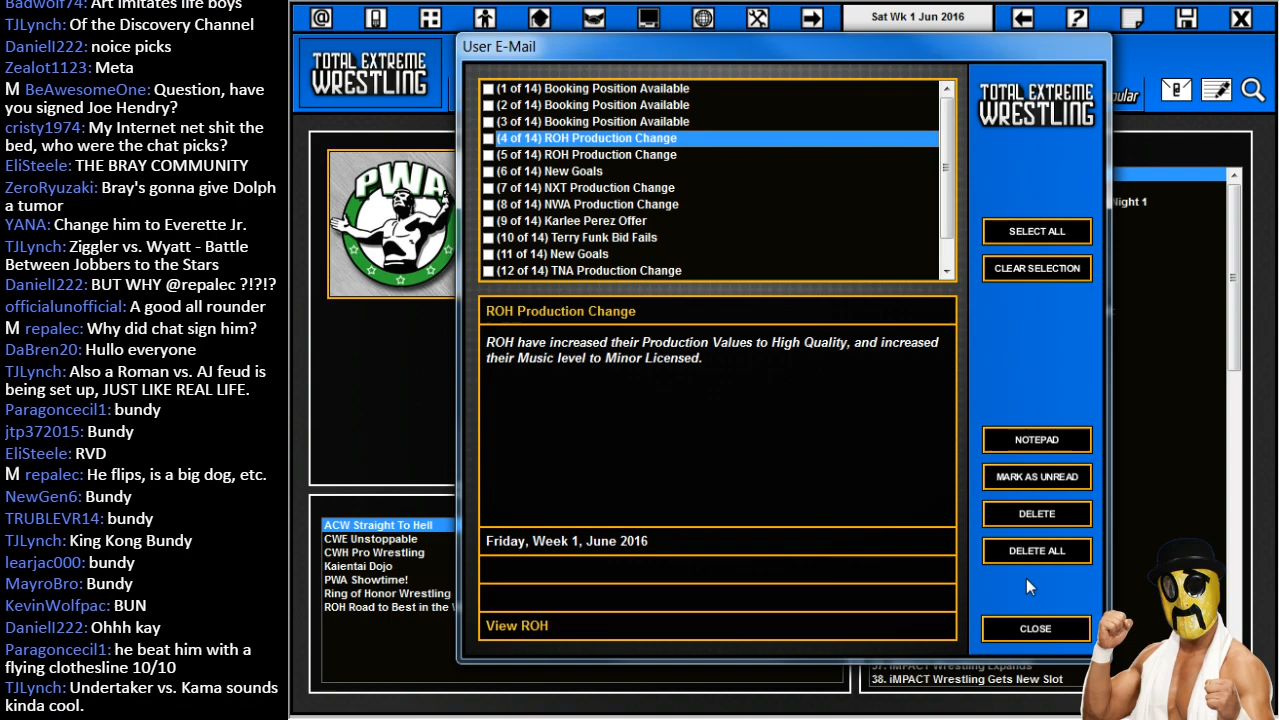 Badwolf74: Art imitates life boys
TJLynch: Of the Discovery Channel
Daniell222: noice picks
Zealot1123: Meta
M BeAwesomeOne: Question, have
you signed Joe Hendry?
cristy1974: My Internet net shit the
bed, who were the chat picks?
EliSteele: THE BRAY COMMUNITY
ZeroRyuzaki: Bray's gonna give Dolph
a tumor
YANA: Change him to Everette Jr.
TJLynch: Ziggler vs. Wyatt - Battle
Between Jobbers to the Stars
Daniell222: BUT WHY @repalec ?!?!?
officialunofficial: A good all rounder
M repalec: Why did chat sign him?
DaBren20: Hullo everyone
TJLynch: Also a Roman vs. AJ feud is
being set up, JUST LIKE REAL LIFE.
Paragoncecil1: bundy
jtp372015: Bundy
EliSteele: RVD
M repalec: He flips, is a big dog, etc.
NewGen6: Bundy
TRUBLEVR14: bundy
TJLynch: King Kong Bundy
learjac000: bundy
MayroBro: Bundy
KevinWolfpac: BUN
Daniell222: Ohhh kay
Paragoncecil1: he beat him with a
flying clothesline 10/10
TJLynch: Undertaker vs. Kama sounds
kinda cool.
Sat Wk 1 Jun 2016
TOTAL EXTREME
WRESTLING
PWA
ACW Straight To Hell
CWE Unstoppable
CWH Pro Wrestling
Kaientai Dojo
PWA Showtime!
Ring of Honor Wrestling
ROH Road to Best in the W
User E-Mail
(1 of 14) Booking Position Available
(2 of 14) Booking Position Available
(3 of 14) Booking Position Available
(4 of 14) ROH Production Change
(5 of 14) ROH Production Change
(6 of 14) New Goals
(7 of 14) NXT Production Change
(8 of 14) NWA Production Change
(9 of 14) Karlee Perez Offer
(10 of 14) Terry Funk Bid Fails
(11 of 14) New Goals
(12 of 14) TNA Production Change
ROH Production Change
ROH have increased their Production Values to High Quality, and increased
their Music level to Minor Licensed.
Friday, Week 1, June 2016
View ROH
TOTAL EXTREME
WRESTLING
SELECT ALL
CLEAR SELECTION
NOTEPAD
MARK AS UNREAD
DELETE
DELETE ALL
CLOSE
pular
light 1
37. iMPACT Wrestling Expands
38. iMPACT Wrestling Gets New Slot